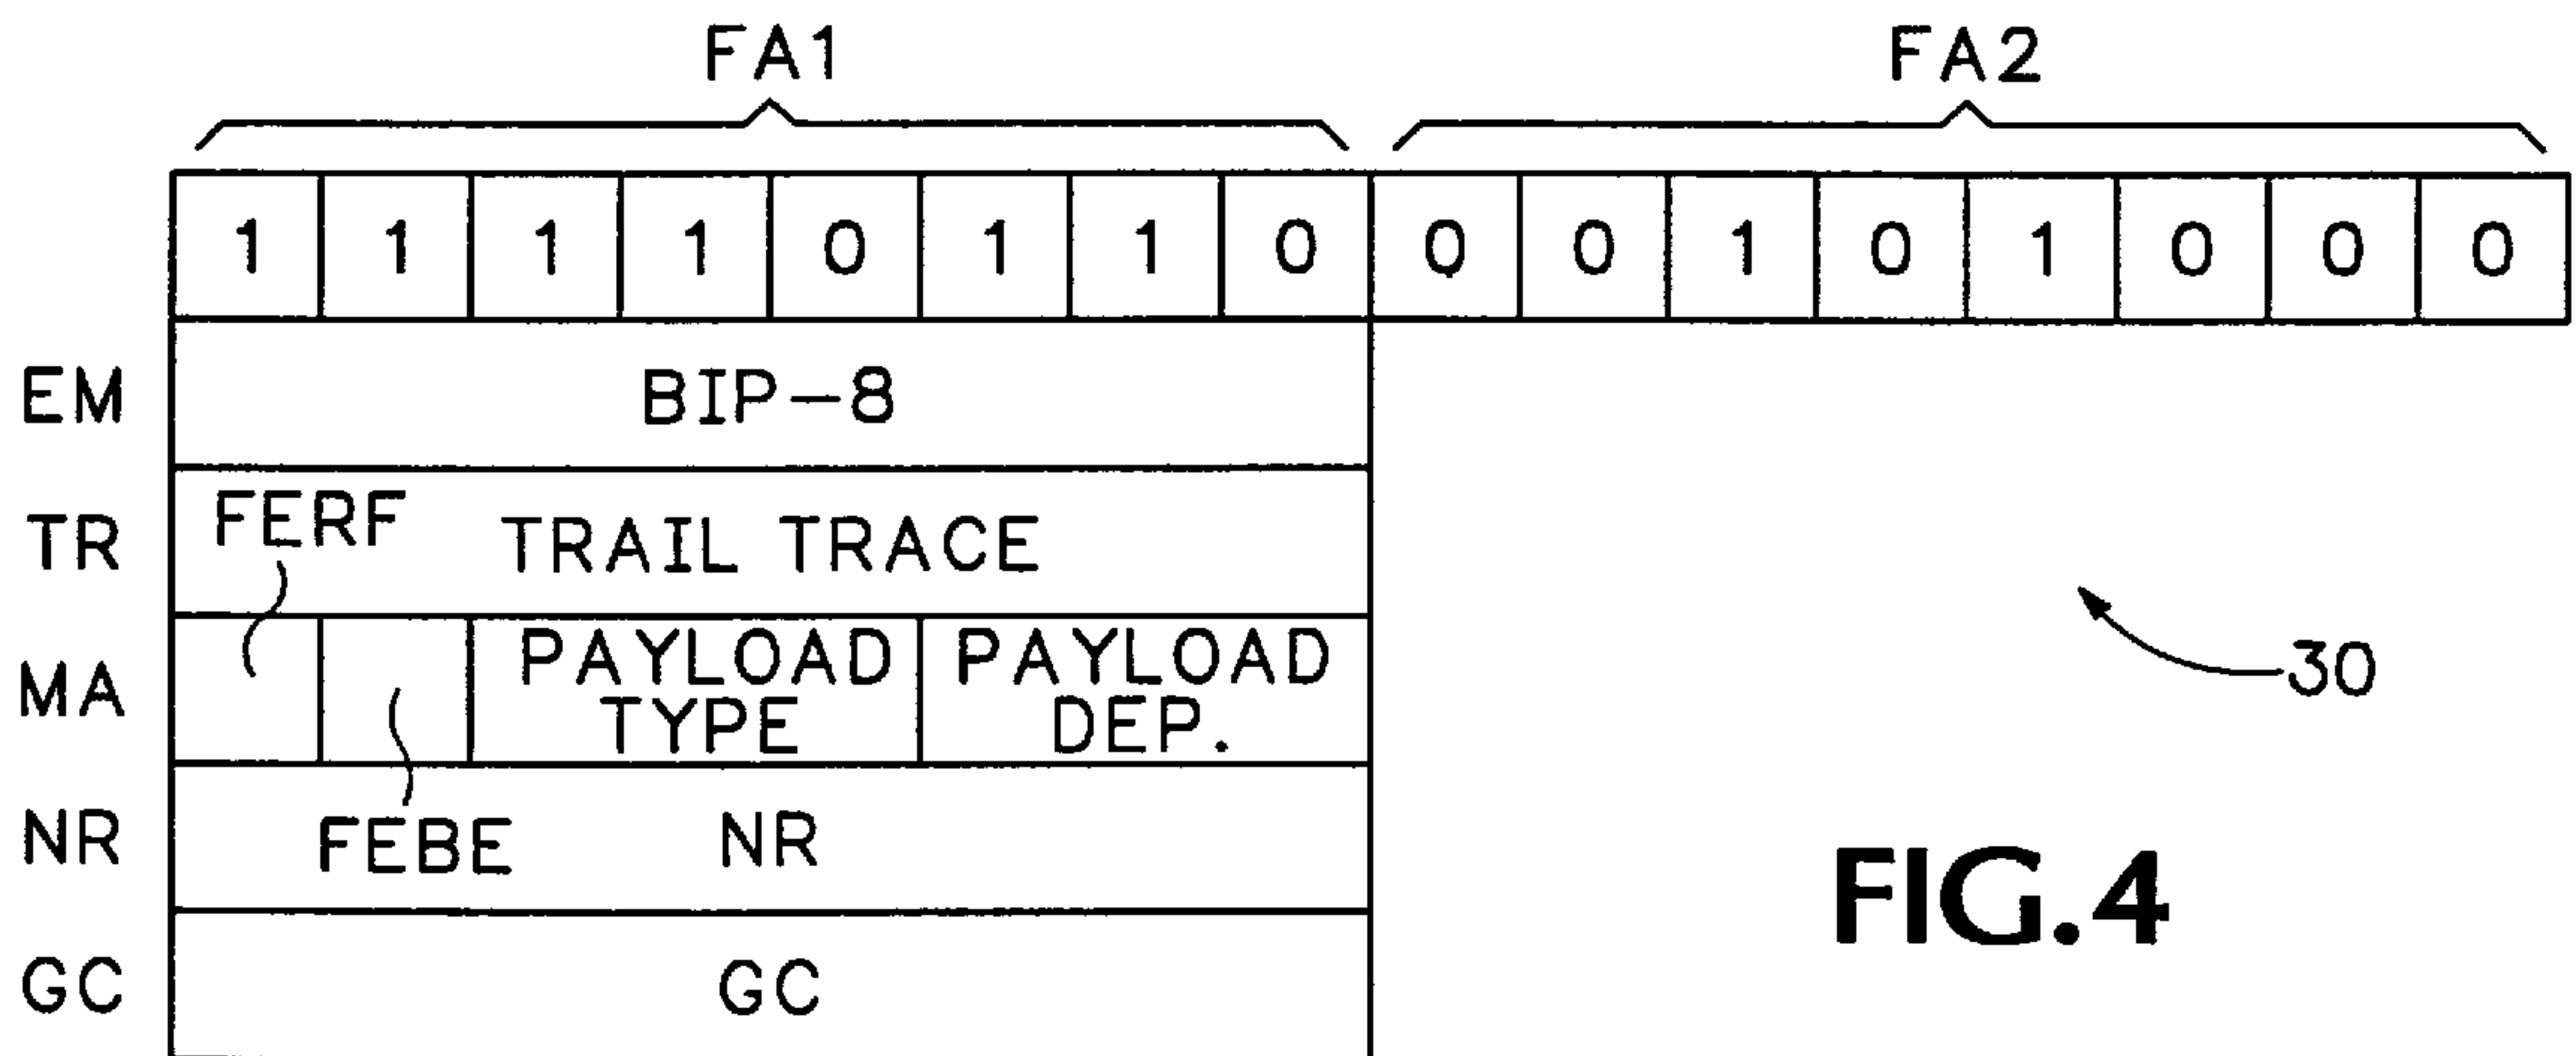 FA1 FA2
1 1 1 1 0 1 1 0 0 0 1 0 1 0 0 0
EM BIP-8
TR FERF TRAIL TRACE
MA PAYLOAD TYPE PAYLOAD DEP.
30
NR FEBE NR
GC GC
FIG.4